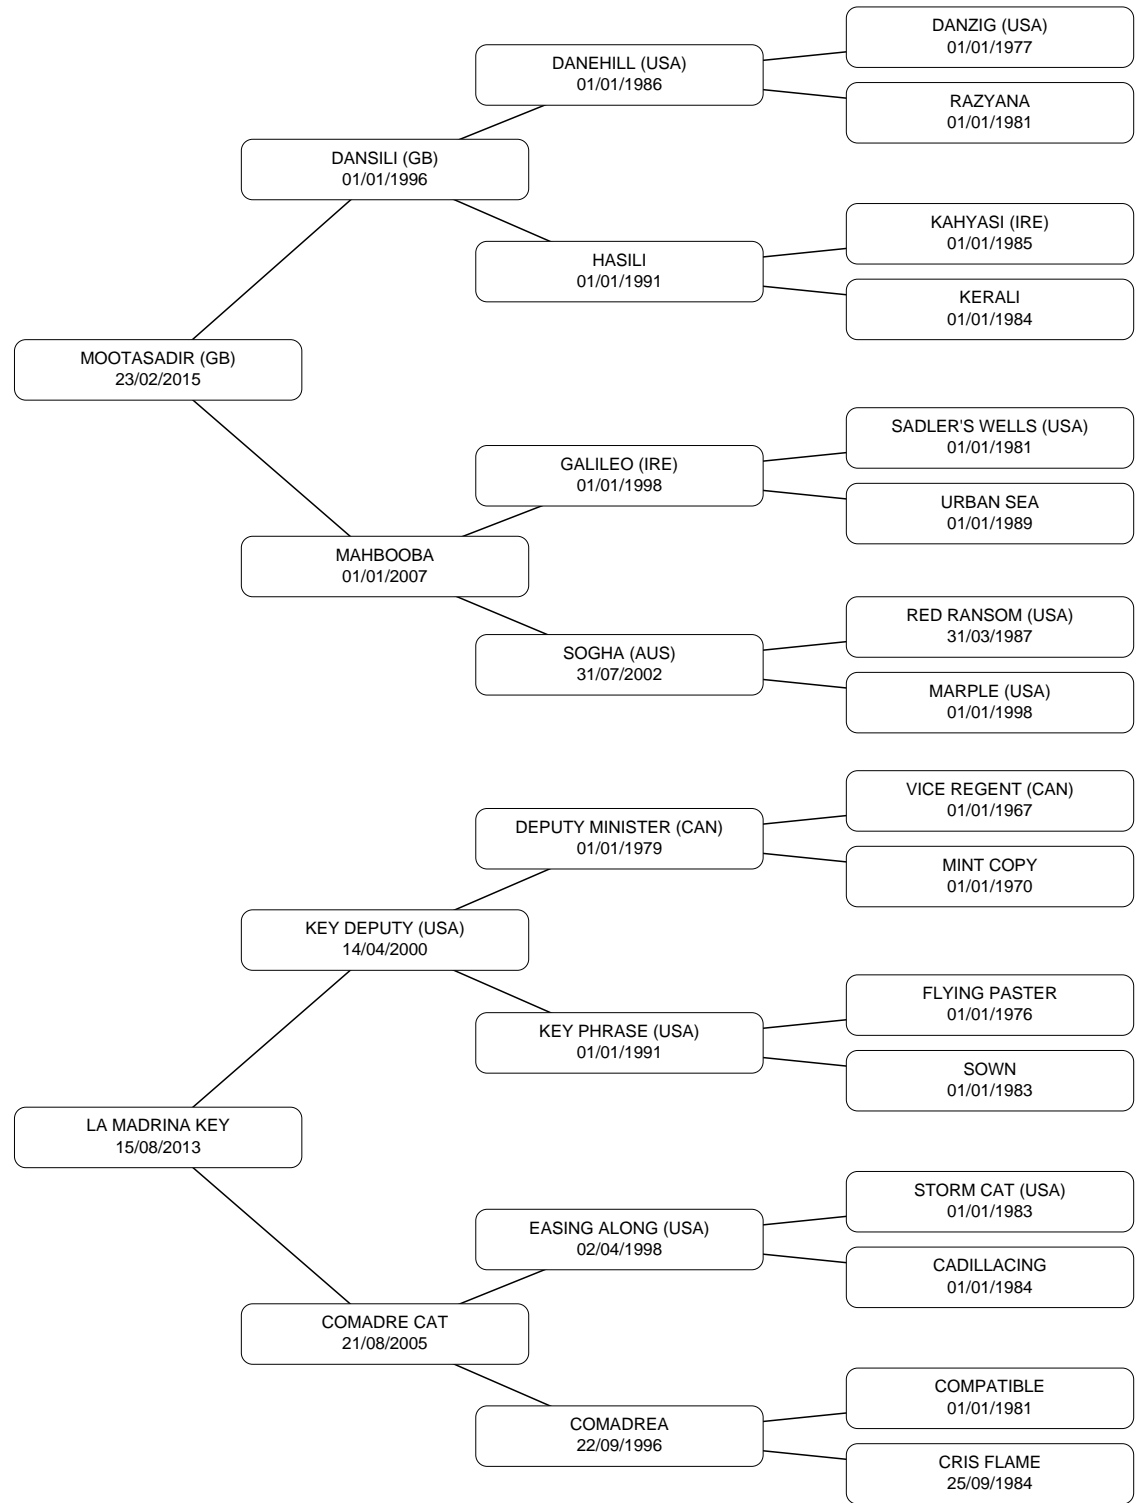 DANZIG (USA)
01/01/1977
DANEHILL (USA)
01/01/1986
RAZYANA
01/01/1981
DANSILI (GB)
01/01/1996
KAHYASI (IRE)
01/01/1985
HASILI
01/01/1991
KERALI
01/01/1984
MOOTASADIR (GB)
23/02/2015
SADLER'S WELLS (USA)
01/01/1981
GALILEO (IRE)
01/01/1998
URBAN SEA
01/01/1989
MAHBOOBA
01/01/2007
RED RANSOM (USA)
31/03/1987
SOGHA (AUS)
31/07/2002
MARPLE (USA)
01/01/1998
VICE REGENT (CAN)
01/01/1967
DEPUTY MINISTER (CAN)
01/01/1979
MINT COPY
01/01/1970
KEY DEPUTY (USA)
14/04/2000
FLYING PASTER
01/01/1976
KEY PHRASE (USA)
01/01/1991
SOWN
01/01/1983
LA MADRINA KEY
15/08/2013
STORM CAT (USA)
01/01/1983
EASING ALONG (USA)
02/04/1998
CADILLACING
01/01/1984
COMADRE CAT
21/08/2005
COMPATIBLE
01/01/1981
COMADREA
22/09/1996
CRIS FLAME
25/09/1984